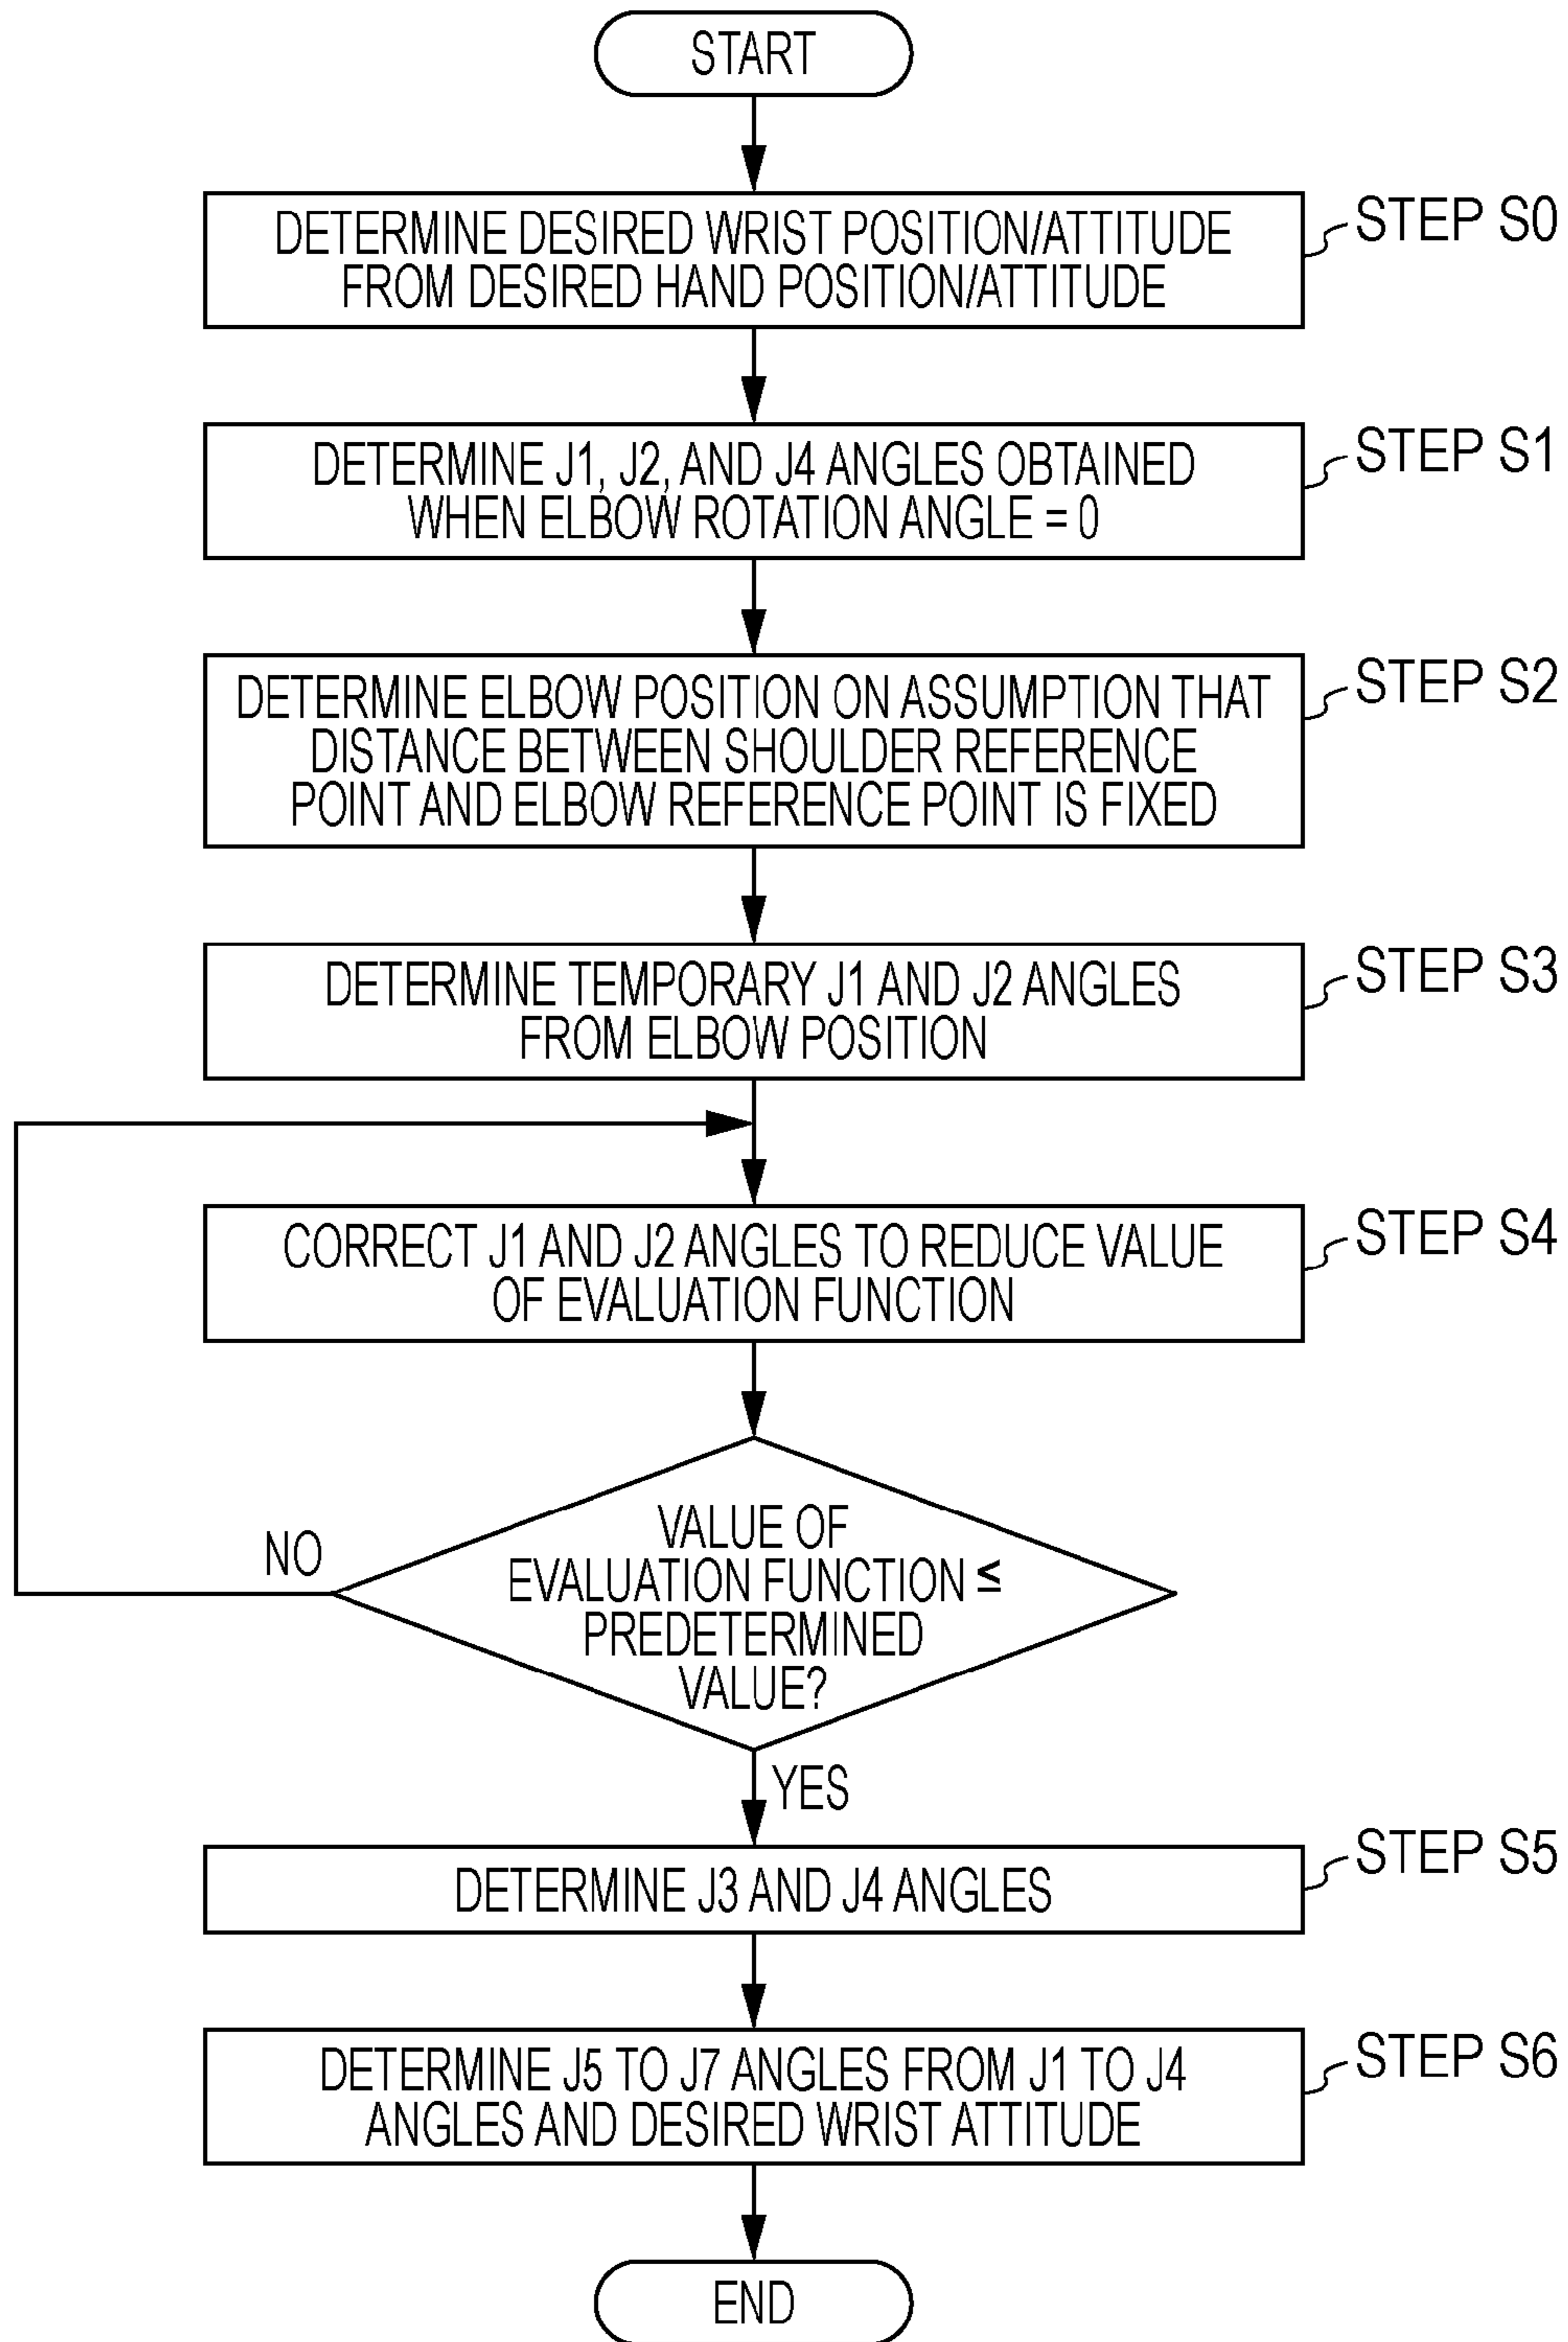 START
DETERMINE DESIRED WRIST POSITION/ATTITUDE
FROM DESIRED HAND POSITION/ATTITUDE
STEP S0
DETERMINE J1, J2, AND J4 ANGLES OBTAINED
WHEN ELBOW ROTATION ANGLE = 0
STEP S1
DETERMINE ELBOW POSITION ON ASSUMPTION THAT
DISTANCE BETWEEN SHOULDER REFERENCE
POINT AND ELBOW REFERENCE POINT IS FIXED
STEP S2
DETERMINE TEMPORARY J1 AND J2 ANGLES
FROM ELBOW POSITION
STEP S3
CORRECT J1 AND J2 ANGLES TO REDUCE VALUE
OF EVALUATION FUNCTION
STEP S4
VALUE OF
EVALUATION FUNCTION ≤
PREDETERMINED
VALUE?
NO
YES
DETERMINE J3 AND J4 ANGLES
STEP S5
DETERMINE J5 TO J7 ANGLES FROM J1 TO J4
ANGLES AND DESIRED WRIST ATTITUDE
STEP S6
END